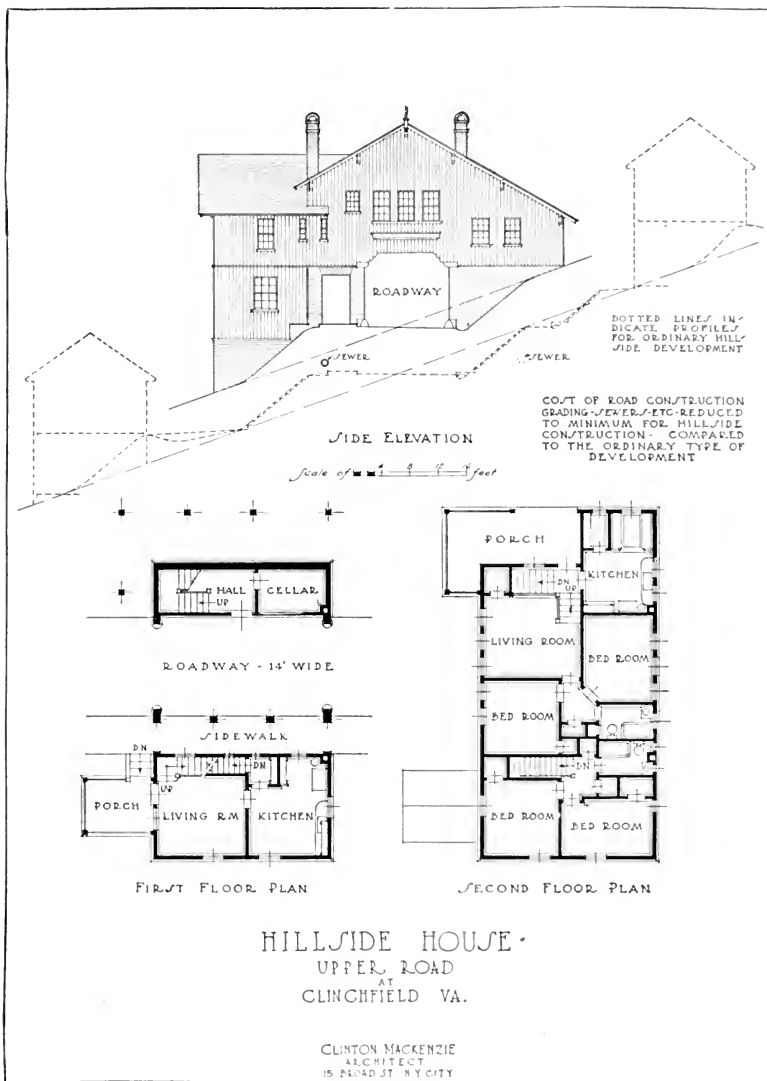 ROADWAY
DOTTED LINES IN-
DICATE PROFILES
FOR ORDINARY HILL-
SIDE DEVELOPMENT
SEWER
SEWER
COST OF ROAD CONSTRUCTION
GRADING-SEWERS-ETC-REDUCED
TO MINIMUM FOR HILLSIDE
CONSTRUCTION - COMPARED
TO THE ORDINARY TYPE OF
DEVELOPMENT
SIDE ELEVATION
Scale of 4 8 12 16 feet
HALL
CELLAR
UP
ROADWAY - 14' WIDE
SIDEWALK
DN
DN
UP
PORCH
LIVING RM
KITCHEN
FIRST FLOOR PLAN
PORCH
KITCHEN
DN
UP
LIVING ROOM
BED ROOM
BED ROOM
DN
BED ROOM
BED ROOM
SECOND FLOOR PLAN
HILLSIDE HOUSE·
UPPER ROAD
AT
CLINCHFIELD VA.
CLINTON MACKENZIE
ARCHITECT
15 BROAD ST N Y CITY